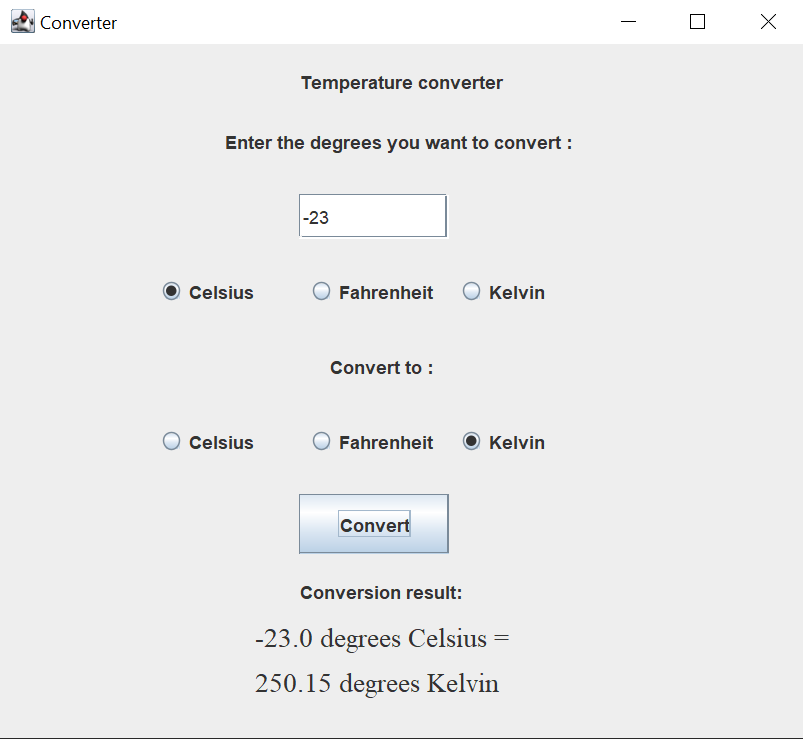 Converter
Temperature converter
Enter the degrees you want to convert :
-23
Celsius Fahrenheit Kelvin
Convert to :
Celsius Fahrenheit Kelvin
Convert
Conversion result:
-23.0 degrees Celsius =
250.15 degrees Kelvin